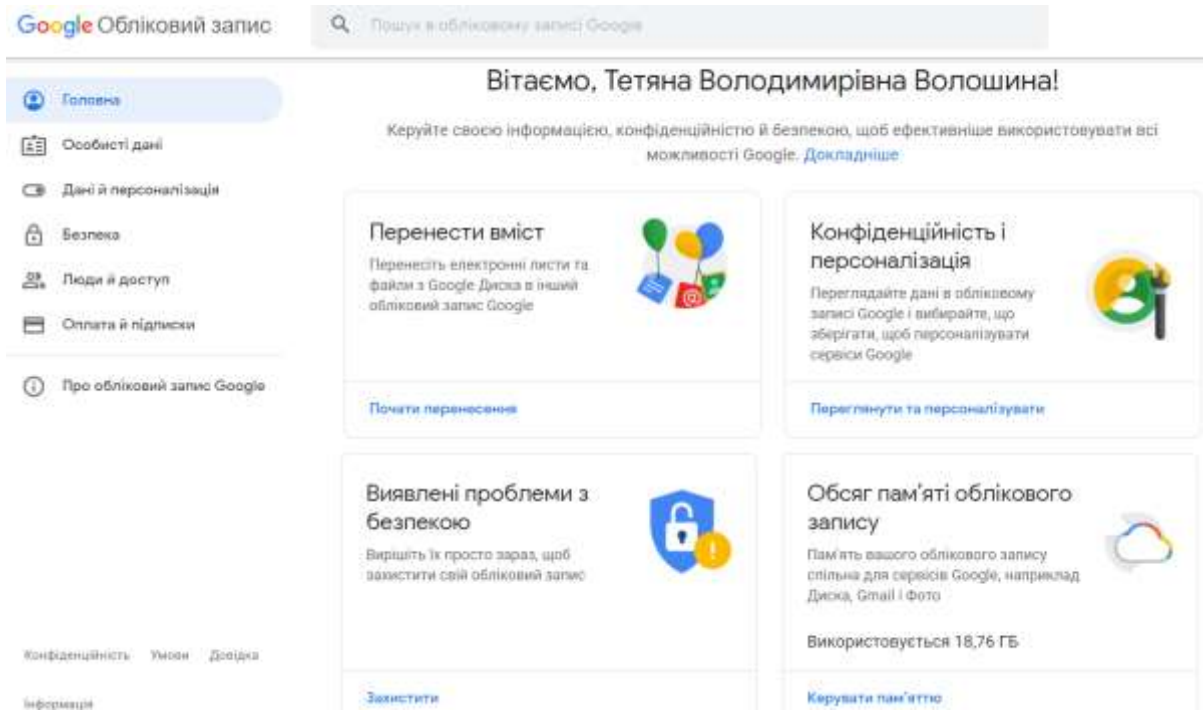 Google Обліковий запис
Пошук в обліковому записі Google
Головна
Особисті дані
Дані й персоналізація
Безпека
Люди й доступ
Оплата й підписки
Про обліковий запис Google
Конфіденційність Умови Довідка
Інформація
Вітаємо, Тетяна Володимирівна Волошина!
Керуйте своєю інформацією, конфіденційністю й безпекою, щоб ефективніше використовувати всі
можливості Google. Докладніше
Перенести вміст
Перенесіть електронні листи та
файли з Google Диска в інший
обліковий запис Google
Почати перенесення
Конфіденційність і
персоналізація
Переглядайте дані в обліковому
записі Google і вибирайте, що
зберігати, щоб персоналізувати
сервіси Google
Переглянути та персоналізувати
Виявлені проблеми з
безпекою
Вирішіть їх просто зараз, щоб
захистити свій обліковий запис
Захистити
Обсяг пам'яті облікового
запису
Пам'ять вашого облікового запису
спільна для сервісів Google, наприклад
Диска, Gmail і Фото
Використовується 18,76 ГБ
Керувати пам'яттю